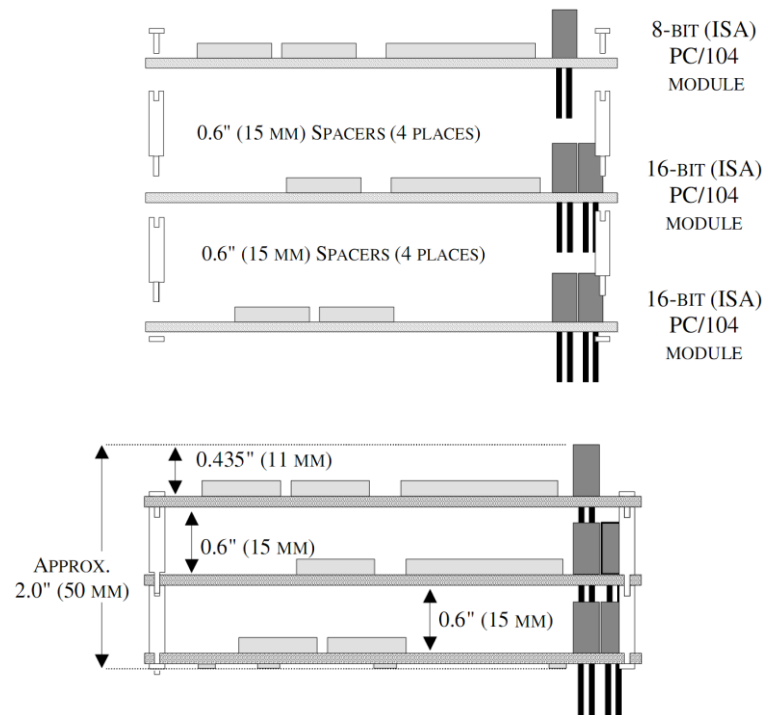 8-BIT (ISA)
PC/104
MODULE
0.6" (15 MM) SPACERS (4 PLACES)
16-BIT (ISA)
PC/104
MODULE
0.6" (15 MM) SPACERS (4 PLACES)
16-BIT (ISA)
PC/104
MODULE
0.435" (11 MM)
0.6" (15 MM)
APPROX.
2.0" (50 MM)
0.6" (15 MM)